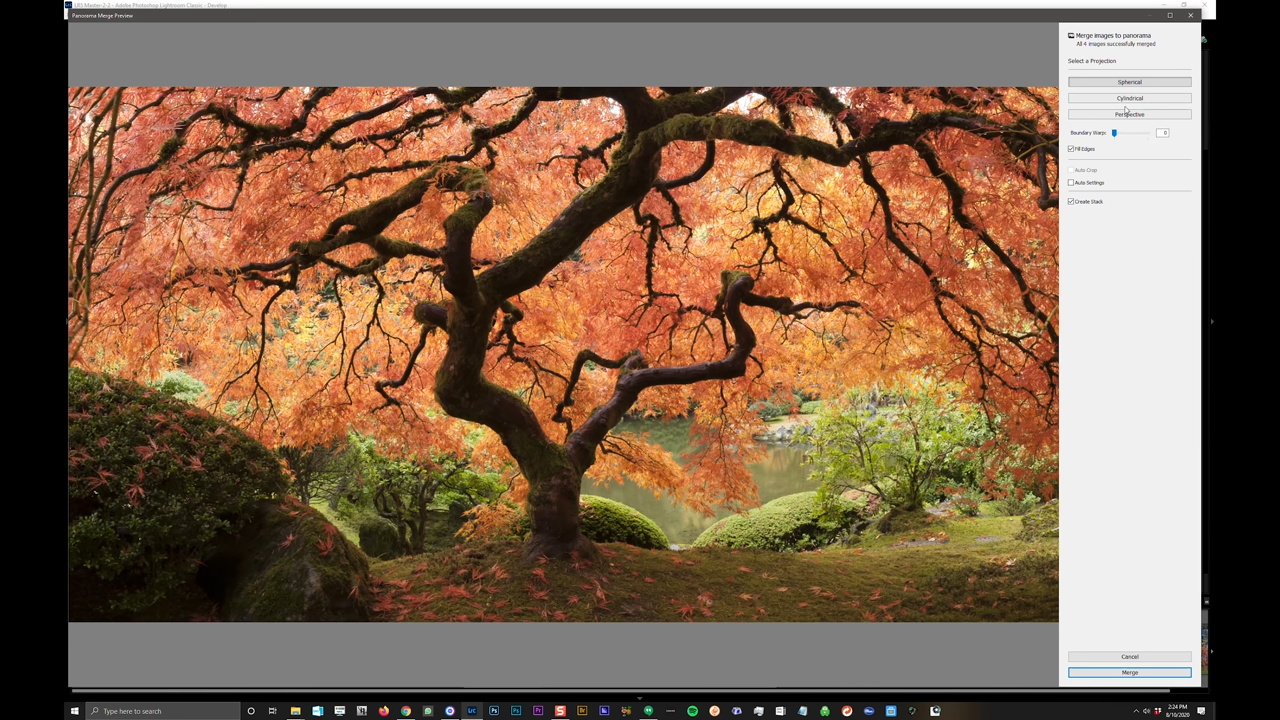 LRS Master-2-2 - Adobe Photoshop Lightroom Classic - Develop
Panorama Merge Preview
Merge images to panorama
All 4 images successfully merged
Select a Projection
Spherical
Cylindrical
Perspective
Boundary Warp: 0
Fill Edges
Auto Crop
Auto Settings
Create Stack
Cancel
Merge
Type here to search
2:24 PM
8/10/2020